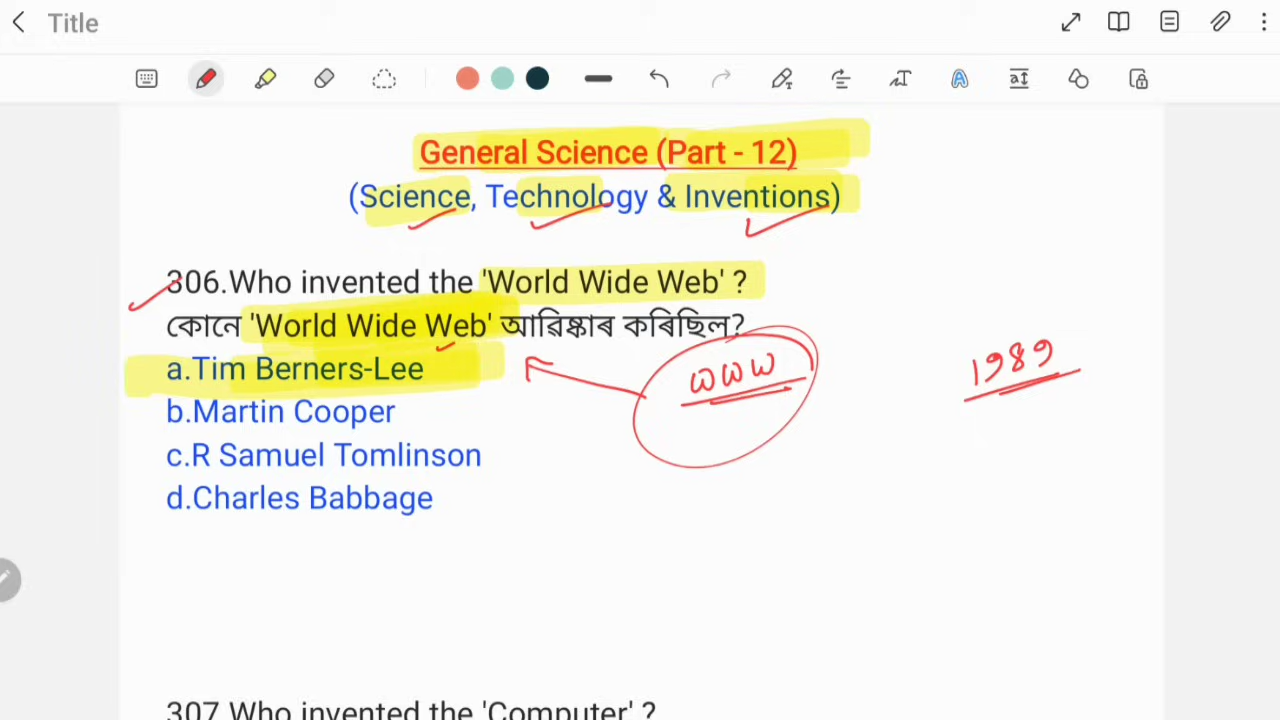 Title
General Science (Part - 12)
(Science, Technology & Inventions)
306.Who invented the 'World Wide Web' ?
কোনে 'World Wide Web' আৱিষ্কাৰ কৰিছিল?
a.Tim Berners-Lee
www
1989
b.Martin Cooper
c.R Samuel Tomlinson
d.Charles Babbage
307.Who invented the 'Computer' ?